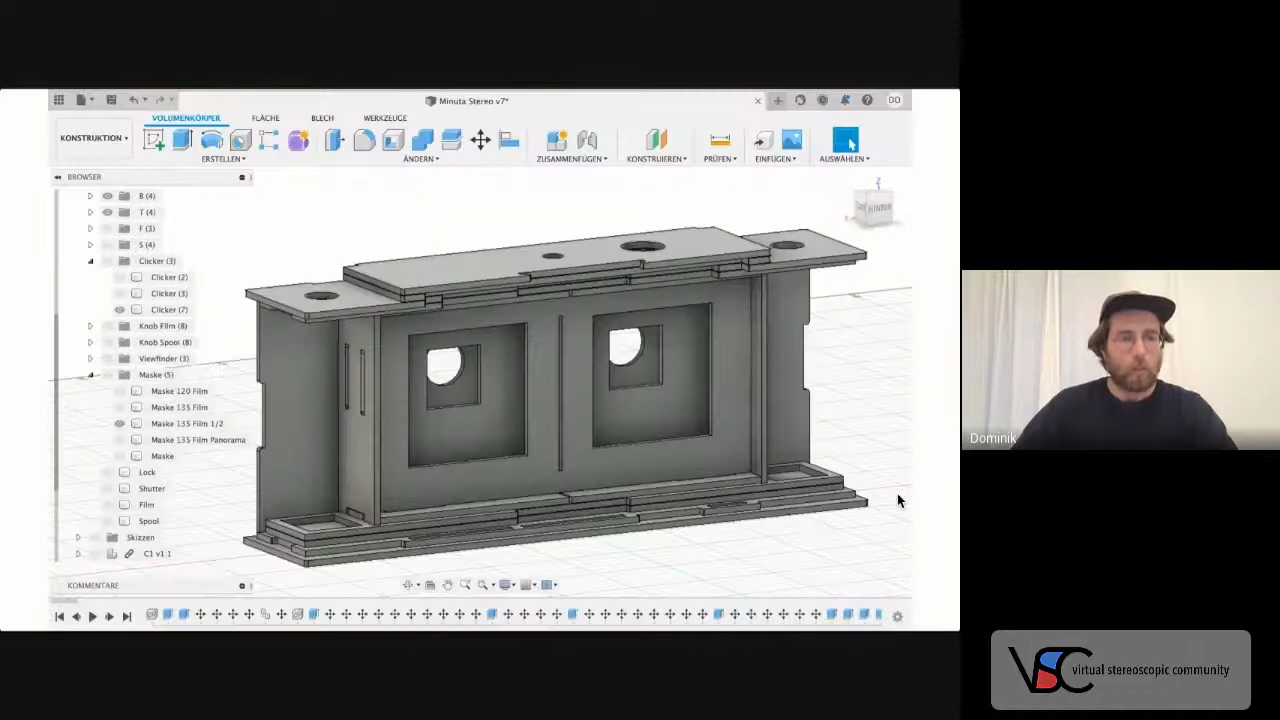 Minuta Stereo v7*
DO
KONSTRUKTION
VOLUMENKÖRPER
FLÄCHE
BLECH
WERKZEUGE
ERSTELLEN
ÄNDERN
ZUSAMMENFÜGEN
KONSTRUIEREN
PRÜFEN
EINFÜGEN
AUSWÄHLEN
BROWSER
B (4)
T (4)
F (3)
S (4)
Clicker (3)
Clicker (2)
Clicker (3)
Clicker (7)
Knob Film (8)
Knob Spool (8)
Viewfinder (3)
Maske (5)
Maske 120 Film
Maske 135 Film
Maske 135 Film 1/2
Maske 135 Film Panorama
Maske
Lock
Shutter
Film
Spool
Skizzen
C1 v1:1
KOMMENTARE
Z
HINTEN
Dominik
VSC virtual stereoscopic community